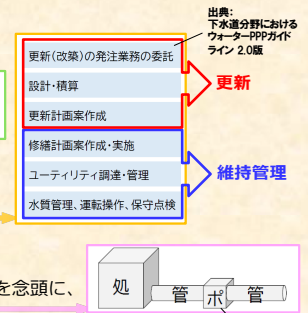 出典:
下水道分野における
ウォーターPPPガイド
ライン 2.0版
更新(改築)の発注業務の委託
設計・積算
更新計画案作成
更新
修繕計画案作成・実施
ユーティリティ調達・管理
水質管理、運転操作、保守点検
維持管理
を念頭に、
処
管
ポ
管